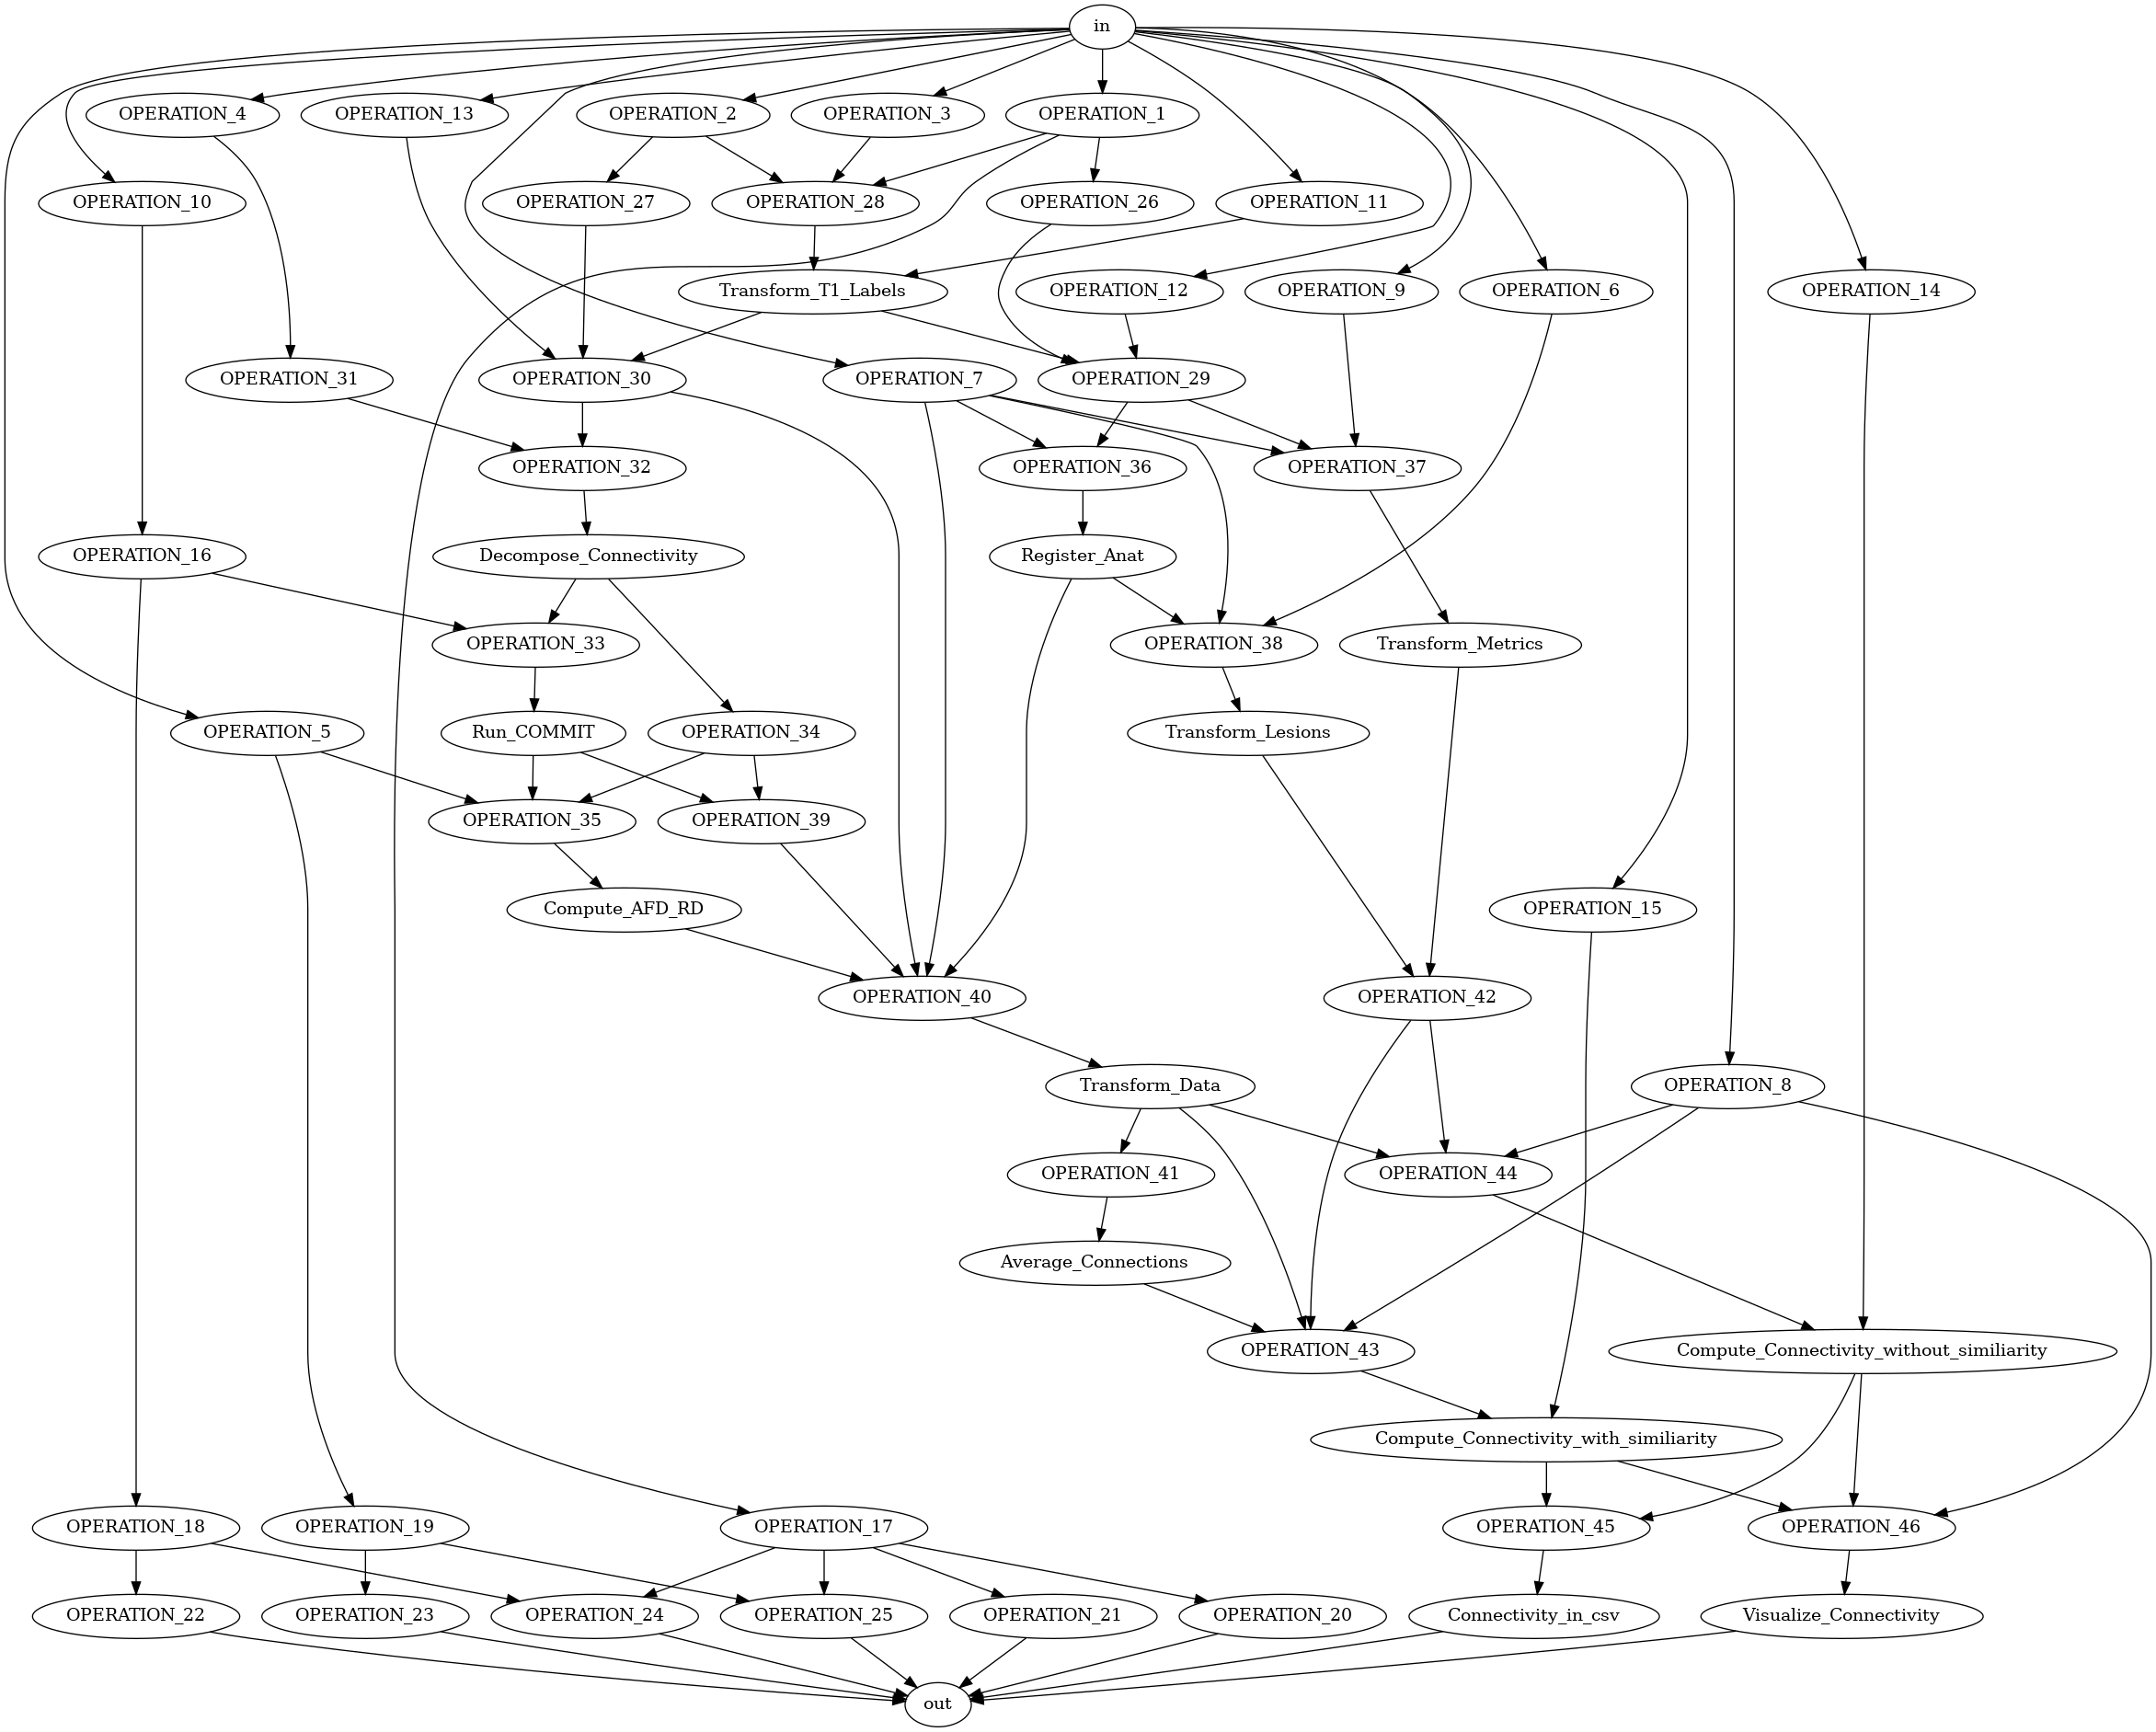 in
OPERATION_4
OPERATION_13
OPERATION_2
OPERATION_3
OPERATION_1
OPERATION_10
OPERATION_27
OPERATION_28
OPERATION_26
OPERATION_11
Transform_T1_Labels
OPERATION_12
OPERATION_9
OPERATION_6
OPERATION_14
OPERATION_31
OPERATION_30
OPERATION_7
OPERATION_29
OPERATION_32
OPERATION_36
OPERATION_37
OPERATION_16
Decompose_Connectivity
Register_Anat
OPERATION_33
OPERATION_38
Transform_Metrics
OPERATION_5
Run_COMMIT
OPERATION_34
Transform_Lesions
OPERATION_35
OPERATION_39
Compute_AFD_RD
OPERATION_15
OPERATION_40
OPERATION_42
Transform_Data
OPERATION_8
OPERATION_41
OPERATION_44
Average_Connections
OPERATION_43
Compute_Connectivity_without_similiarity
Compute_Connectivity_with_similiarity
OPERATION_18
OPERATION_19
OPERATION_17
OPERATION_45
OPERATION_46
OPERATION_22
OPERATION_23
OPERATION_24
OPERATION_25
OPERATION_21
OPERATION_20
Connectivity_in_csv
Visualize_Connectivity
out